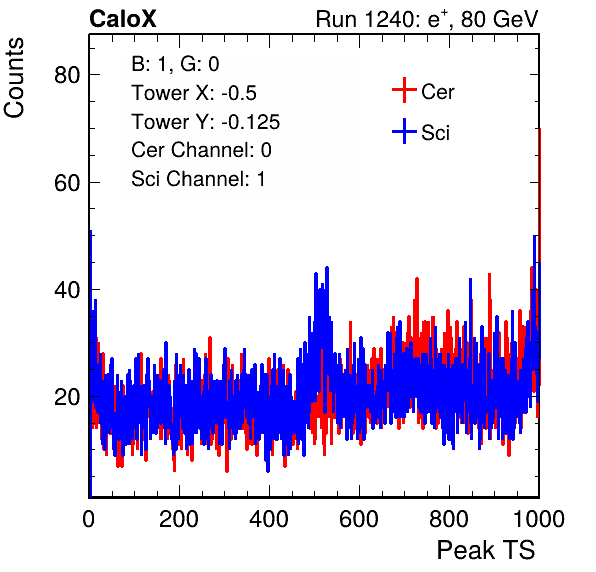 CaloX
Run 1240: e+, 80 GeV
Counts
B: 1, G: 0
Tower X: -0.5
Tower Y: -0.125
Cer Channel: 0
Sci Channel: 1
Cer
Sci
80
60
40
20
0 200 400 600 800 1000
Peak TS